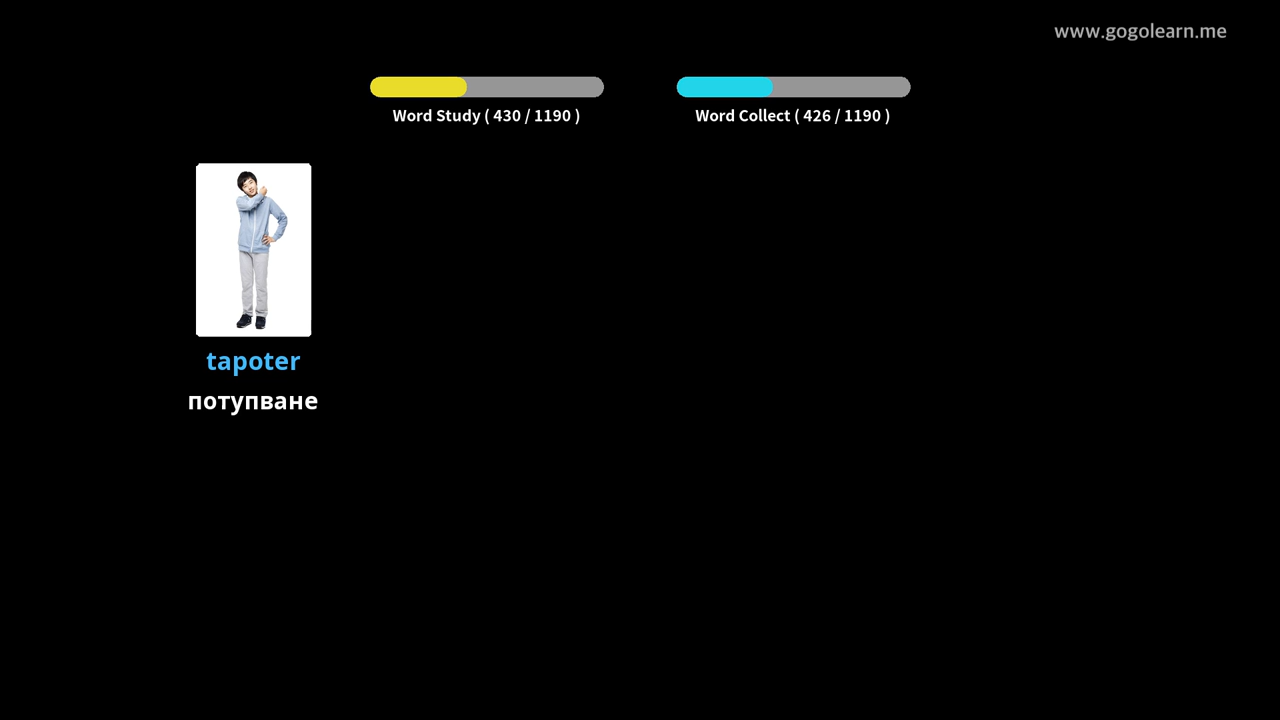 www.gogolearn.me
Word Study ( 430 / 1190 )
Word Collect ( 426 / 1190 )
tapoter
потупване